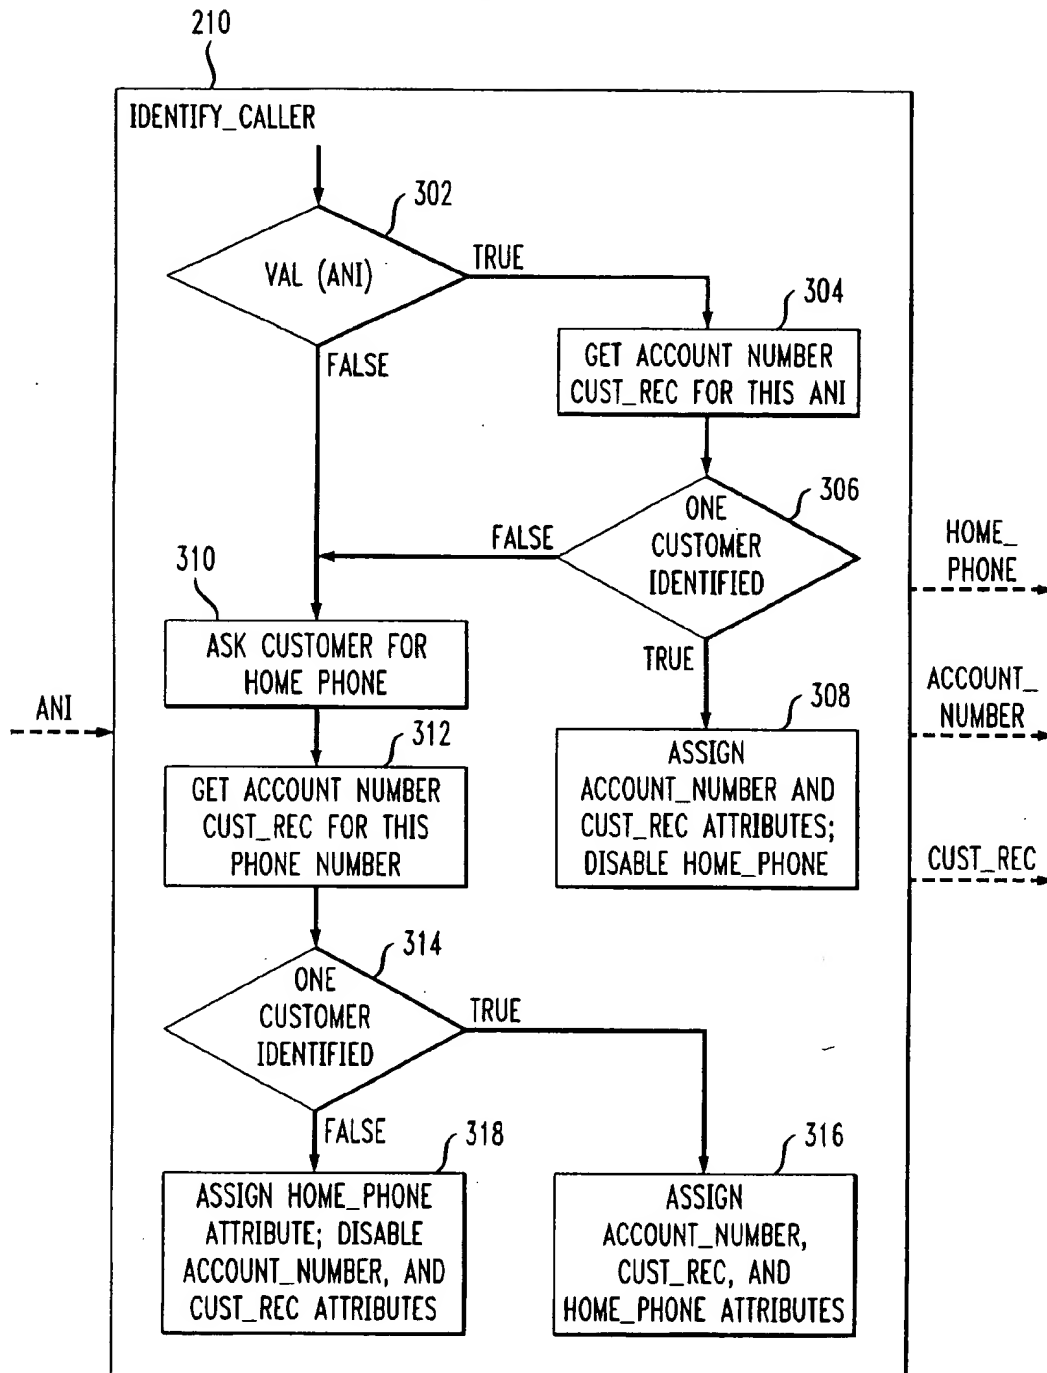 210
IDENTIFY_CALLER
302
VAL (ANI)
TRUE
FALSE
304
GET ACCOUNT NUMBER
CUST_REC FOR THIS ANI
306
ONE
CUSTOMER
IDENTIFIED
FALSE
TRUE
310
ASK CUSTOMER FOR
HOME PHONE
308
ASSIGN
ACCOUNT_NUMBER AND
CUST_REC ATTRIBUTES;
DISABLE HOME_PHONE
ANI
312
GET ACCOUNT NUMBER
CUST_REC FOR THIS
PHONE NUMBER
HOME_
PHONE
ACCOUNT_
NUMBER
CUST_REC
314
ONE
CUSTOMER
IDENTIFIED
TRUE
FALSE
318
ASSIGN HOME_PHONE
ATTRIBUTE; DISABLE
ACCOUNT_NUMBER, AND
CUST_REC ATTRIBUTES
316
ASSIGN
ACCOUNT_NUMBER,
CUST_REC, AND
HOME_PHONE ATTRIBUTES